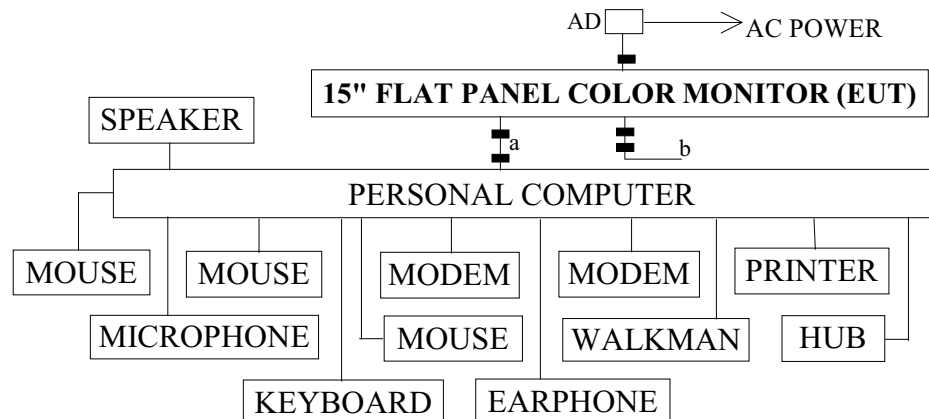 AD
AC POWER
15" FLAT PANEL COLOR MONITOR (EUT)
SPEAKER
a
b
PERSONAL COMPUTER
MOUSE
MOUSE
MODEM
MODEM
PRINTER
MICROPHONE
MOUSE
WALKMAN
HUB
KEYBOARD
EARPHONE